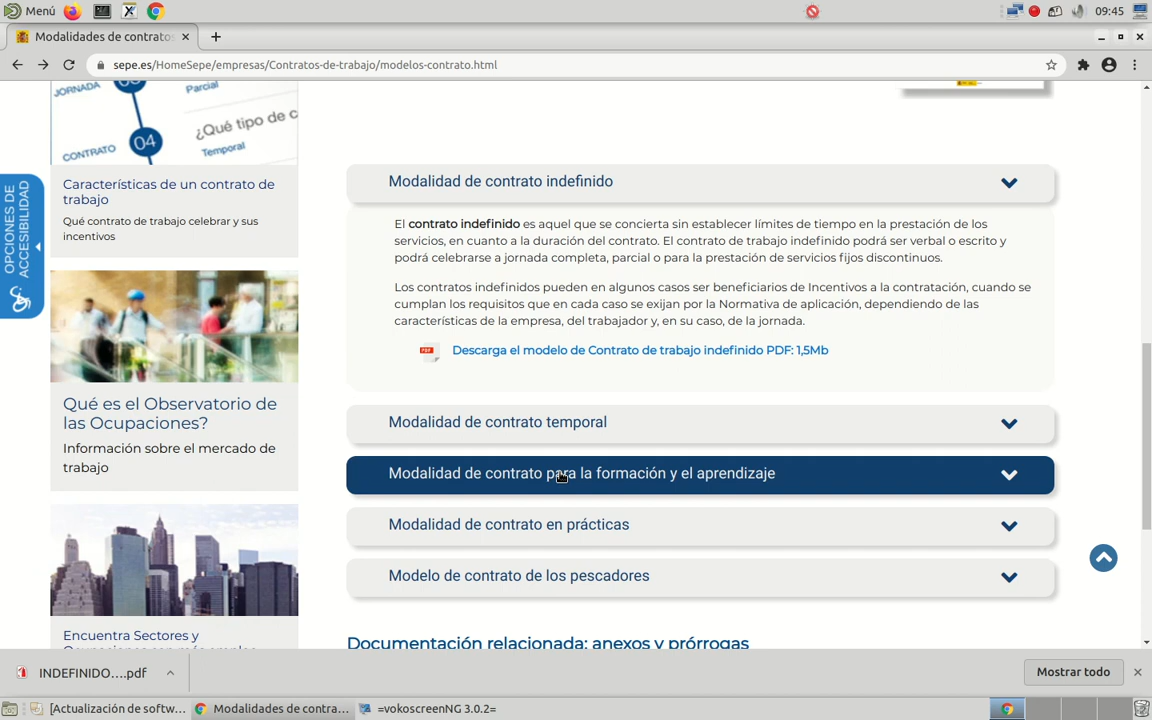 Menú
09:45
Modalidades de contratos
sepe.es/HomeSepe/empresas/Contratos-de-trabajo/modelos-contrato.html
OPCIONES DE
ACCESIBILIDAD
JORNADA
Parcial
¿Qué tipo de c
CONTRATO
04
Temporal
Características de un contrato de
trabajo
Qué contrato de trabajo celebrar y sus
incentivos
Qué es el Observatorio de
las Ocupaciones?
Información sobre el mercado de
trabajo
Encuentra Sectores y
Modalidad de contrato indefinido
El contrato indefinido es aquel que se concierta sin establecer límites de tiempo en la prestación de los
servicios, en cuanto a la duración del contrato. El contrato de trabajo indefinido podrá ser verbal o escrito y
podrá celebrarse a jornada completa, parcial o para la prestación de servicios fijos discontinuos.
Los contratos indefinidos pueden en algunos casos ser beneficiarios de Incentivos a la contratación, cuando se
cumplan los requisitos que en cada caso se exijan por la Normativa de aplicación, dependiendo de las
características de la empresa, del trabajador y, en su caso, de la jornada.
PDF
Descarga el modelo de Contrato de trabajo indefinido PDF: 1,5Mb
Modalidad de contrato temporal
Modalidad de contrato para la formación y el aprendizaje
Modalidad de contrato en prácticas
Modelo de contrato de los pescadores
Documentación relacionada: anexos y prórrogas
INDEFINIDO....pdf
Mostrar todo
[Actualización de softw...
Modalidades de contra...
=vokoscreenNG 3.0.2=